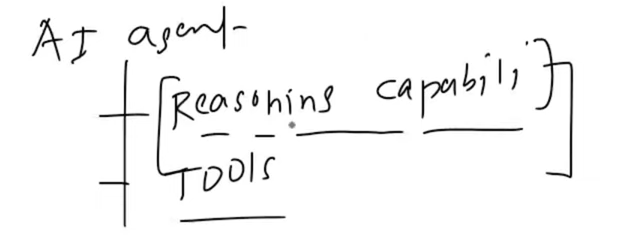 AI agent
Reasoning capabili
TOOls